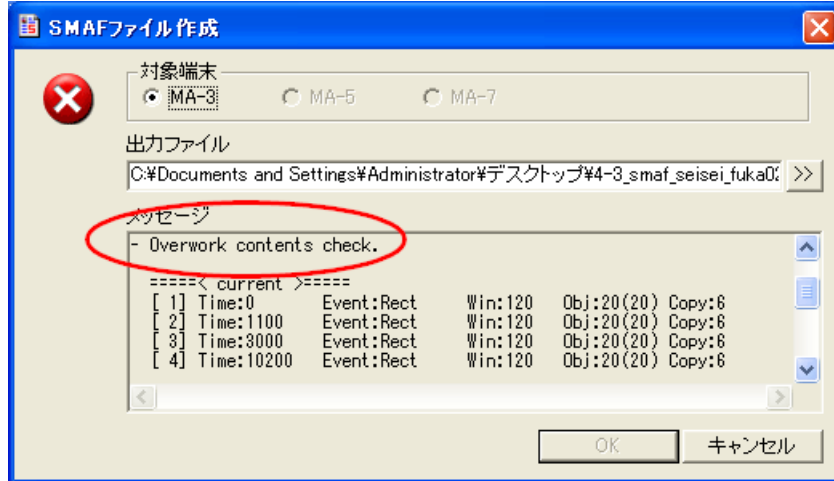 SMAFファイル作成
対象端末
MA-3 MA-5 MA-7
出力ファイル
C:¥Documents and Settings¥Administrator¥デスクトップ¥4-3_smaf_seisei_fuka02 >>
メッセージ
- Overwork contents check.
=====< current >=====
[ 1] Time:0 Event:Rect Win:120 Obj:20(20) Copy:6
[ 2] Time:1100 Event:Rect Win:120 Obj:20(20) Copy:6
[ 3] Time:3000 Event:Rect Win:120 Obj:20(20) Copy:6
[ 4] Time:10200 Event:Rect Win:120 Obj:20(20) Copy:6
OK キャンセル